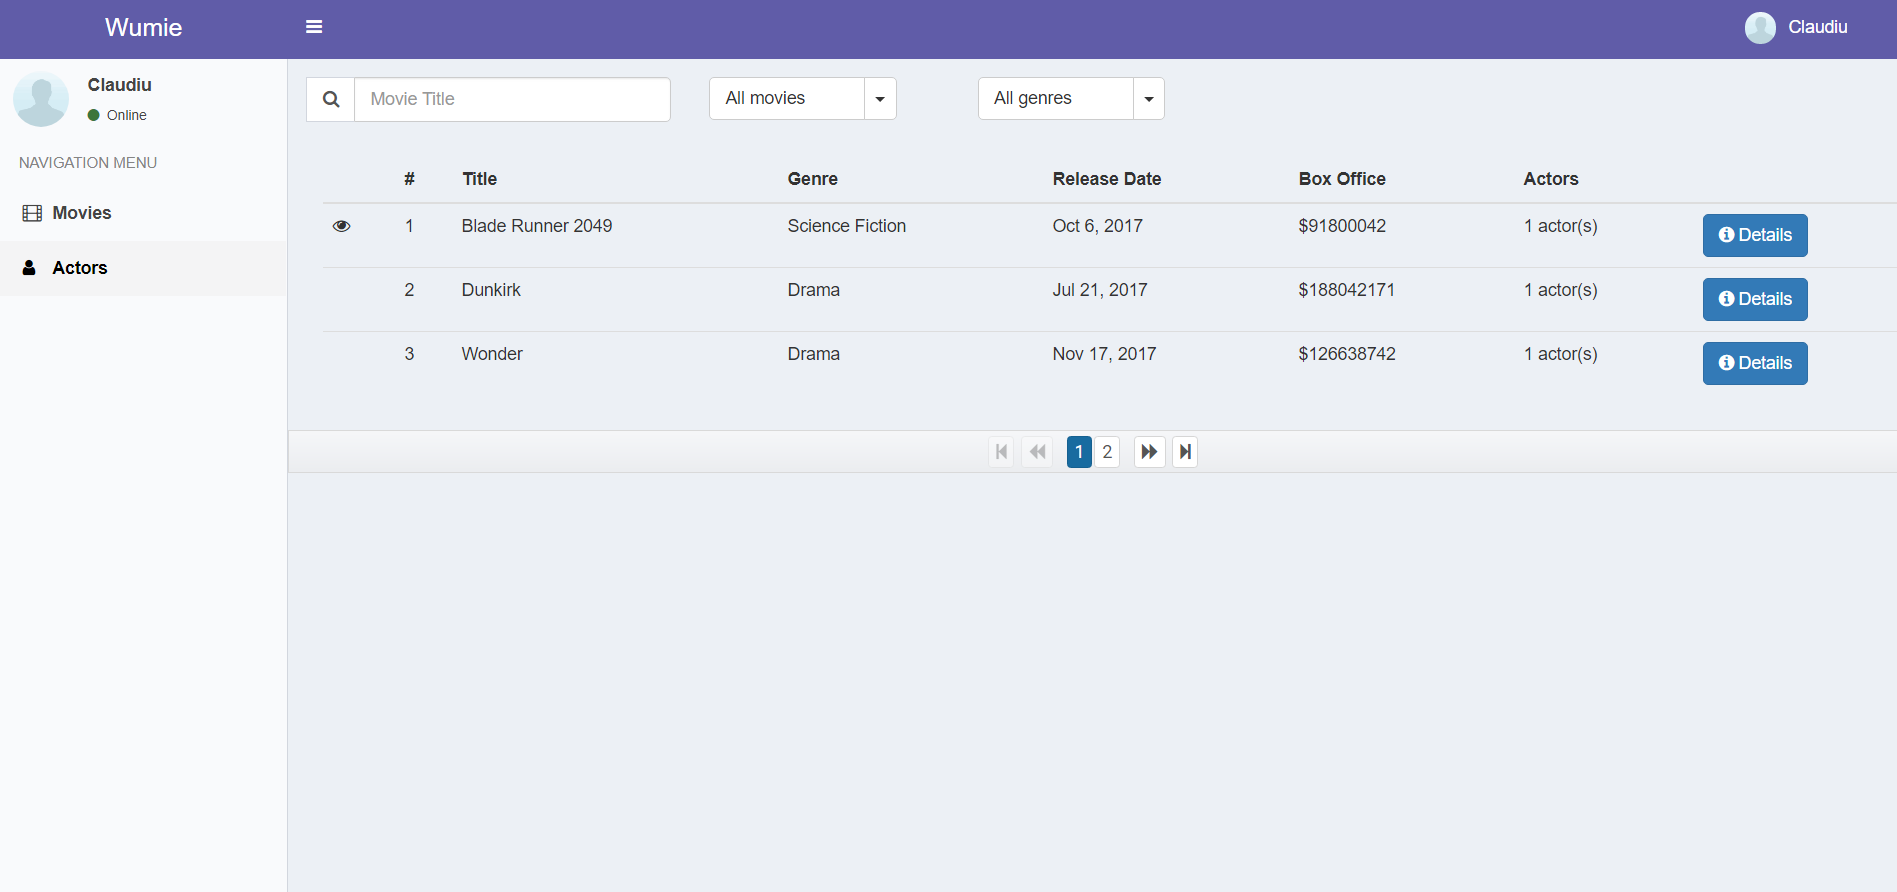 Wumie
Claudiu
Claudiu
Online
NAVIGATION MENU
Movies
Actors
Movie Title
All movies
All genres
# Title Genre Release Date Box Office Actors
1 Blade Runner 2049 Science Fiction Oct 6, 2017 $91800042 1 actor(s) Details
2 Dunkirk Drama Jul 21, 2017 $188042171 1 actor(s) Details
3 Wonder Drama Nov 17, 2017 $126638742 1 actor(s) Details
1 2